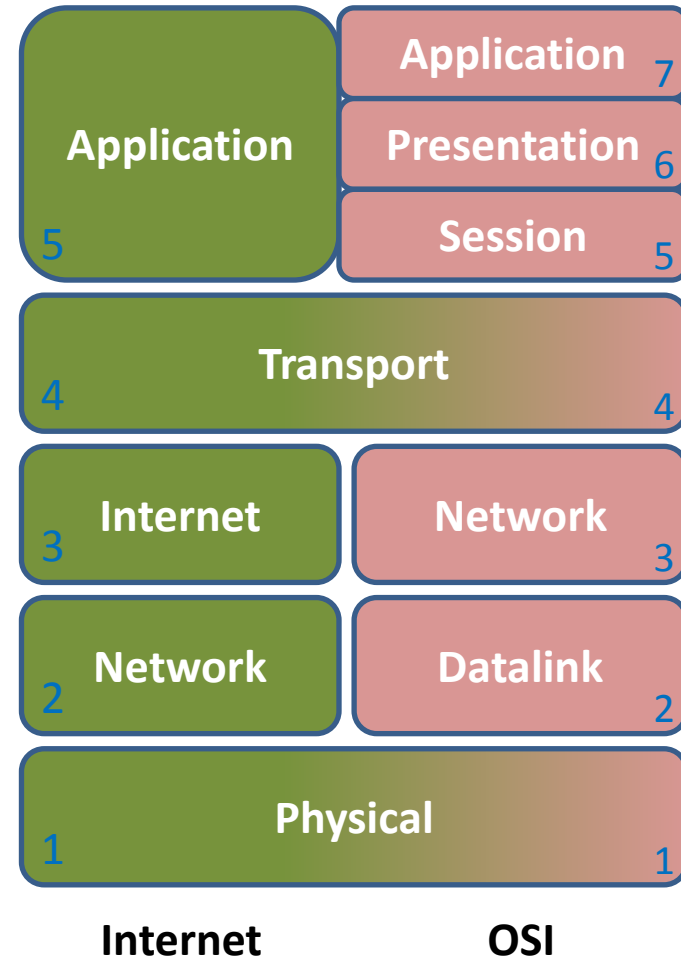 Application
7
Application
Presentation
6
Session
5
5
Transport
4
4
Internet
3
Network
3
Network
2
Datalink
2
Physical
1
1
Internet
OSI